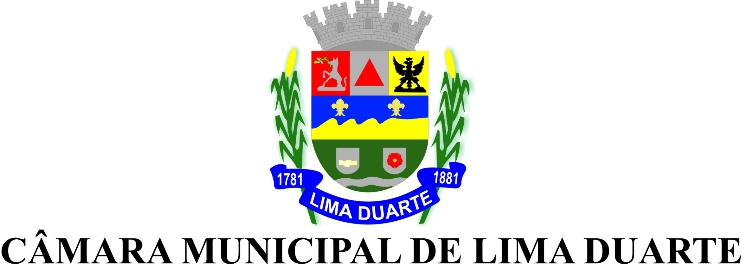 1781 1881
LIMA DUARTE
CÂMARA MUNICIPAL DE LIMA DUARTE